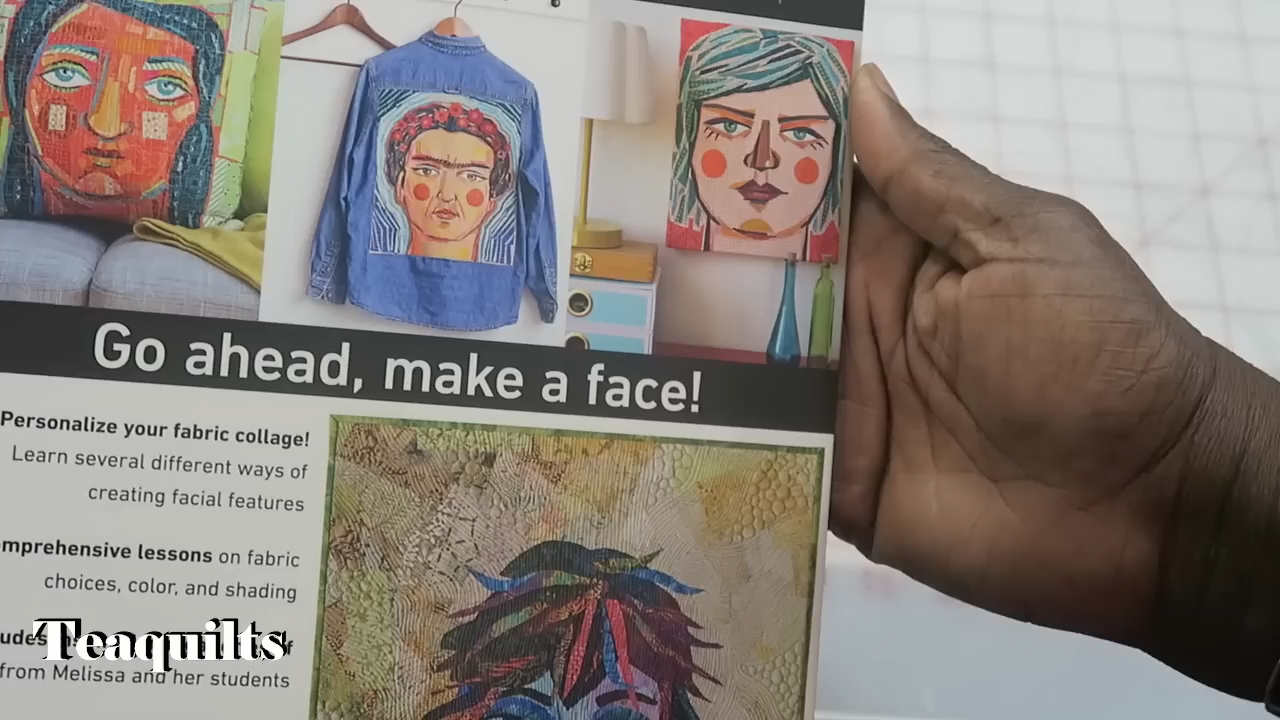 Go ahead, make a face!
Personalize your fabric collage!
Learn several different ways of
creating facial features
mprehensive lessons on fabric
choices, color, and shading
udes
from Melissa and her students
Teaquilts